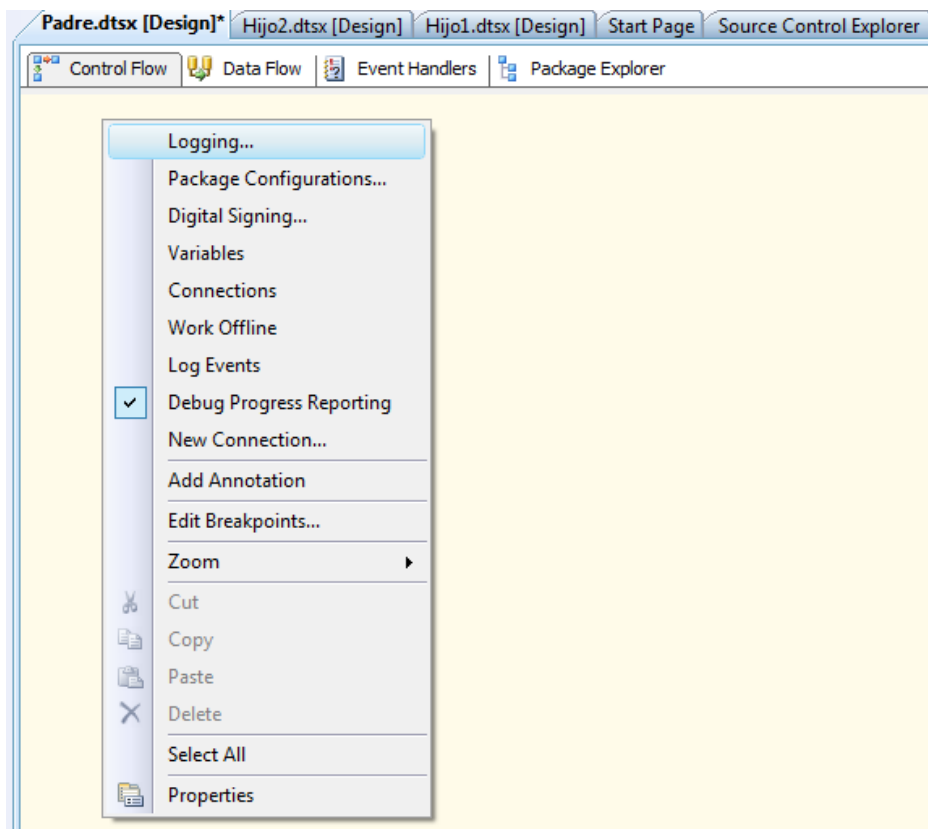 Padre.dtsx [Design]* Hijo2.dtsx [Design] Hijo1.dtsx [Design] Start Page Source Control Explorer
Control Flow Data Flow Event Handlers Package Explorer
Logging...
Package Configurations...
Digital Signing...
Variables
Connections
Work Offline
Log Events
Debug Progress Reporting
New Connection...
Add Annotation
Edit Breakpoints...
Zoom
Cut
Copy
Paste
Delete
Select All
Properties